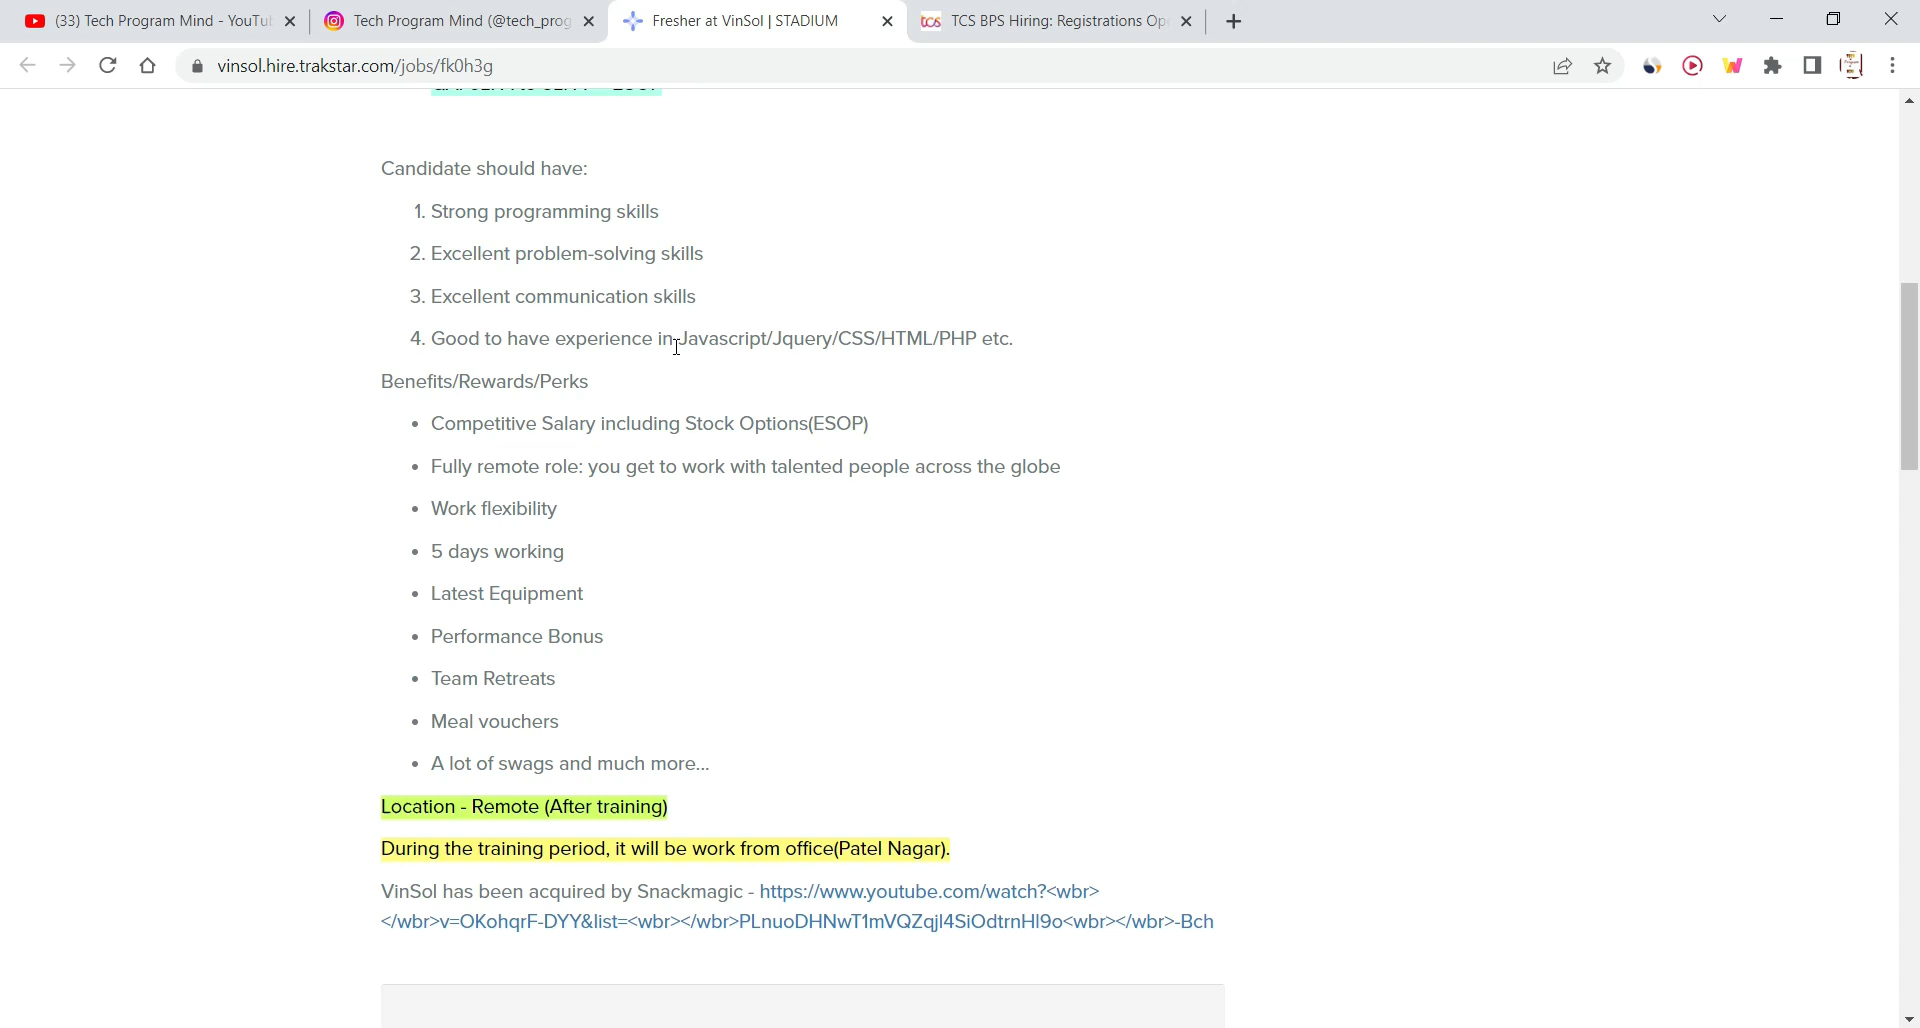 (33) Tech Program Mind - YouTu
Tech Program Mind (@tech_prog
Fresher at VinSol | STADIUM
tcs TCS BPS Hiring: Registrations Op
vinsol.hire.trakstar.com/jobs/fk0h3g
Candidate should have:
1. Strong programming skills
2. Excellent problem-solving skills
3. Excellent communication skills
4. Good to have experience in Javascript/Jquery/CSS/HTML/PHP etc.
Benefits/Rewards/Perks
• Competitive Salary including Stock Options(ESOP)
• Fully remote role: you get to work with talented people across the globe
• Work flexibility
• 5 days working
• Latest Equipment
• Performance Bonus
• Team Retreats
• Meal vouchers
• A lot of swags and much more...
Location - Remote (After training)
During the training period, it will be work from office(Patel Nagar).
VinSol has been acquired by Snackmagic - https://www.youtube.com/watch?<wbr>
</wbr>v=OKohqrF-DYY&list=<wbr></wbr>PLnuoDHNwT1mVQZqjl4SiOdtrnHI9o<wbr></wbr>-Bch